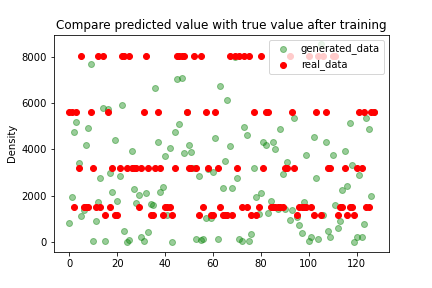 Compare predicted value with true value after training
generated_data
real_data
Density
8000
6000
4000
2000
0
0 20 40 60 80 100 120